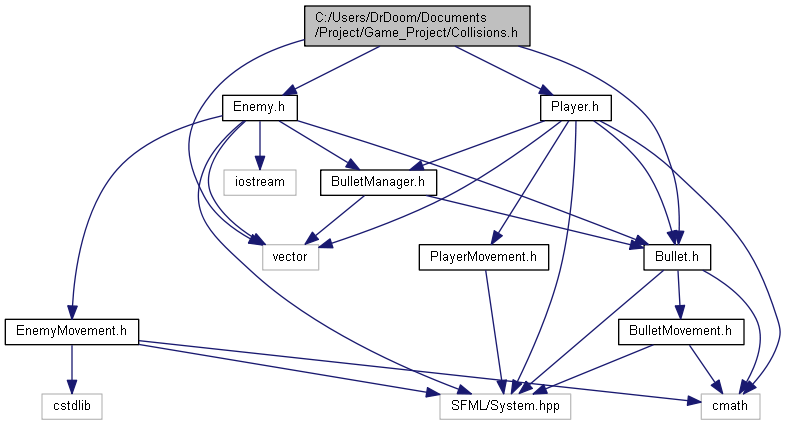 C:/Users/DrDoom/Documents
/Project/Game_Project/Collisions.h
Enemy.h
Player.h
iostream
BulletManager.h
vector
PlayerMovement.h
Bullet.h
EnemyMovement.h
BulletMovement.h
cstdlib
SFML/System.hpp
cmath